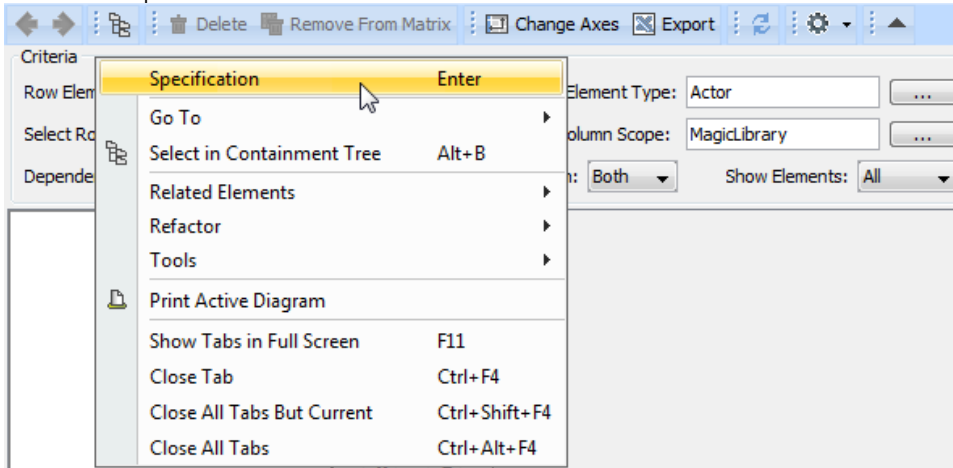 Delete Remove From Matrix Change Axes Export
Criteria
Row Elem Element Type: Actor ...
Select Ro olumn Scope: MagicLibrary ...
Depende n: Both Show Elements: All
Specification Enter
Go To
Select in Containment Tree Alt+B
Related Elements
Refactor
Tools
Print Active Diagram
Show Tabs in Full Screen F11
Close Tab Ctrl+F4
Close All Tabs But Current Ctrl+Shift+F4
Close All Tabs Ctrl+Alt+F4